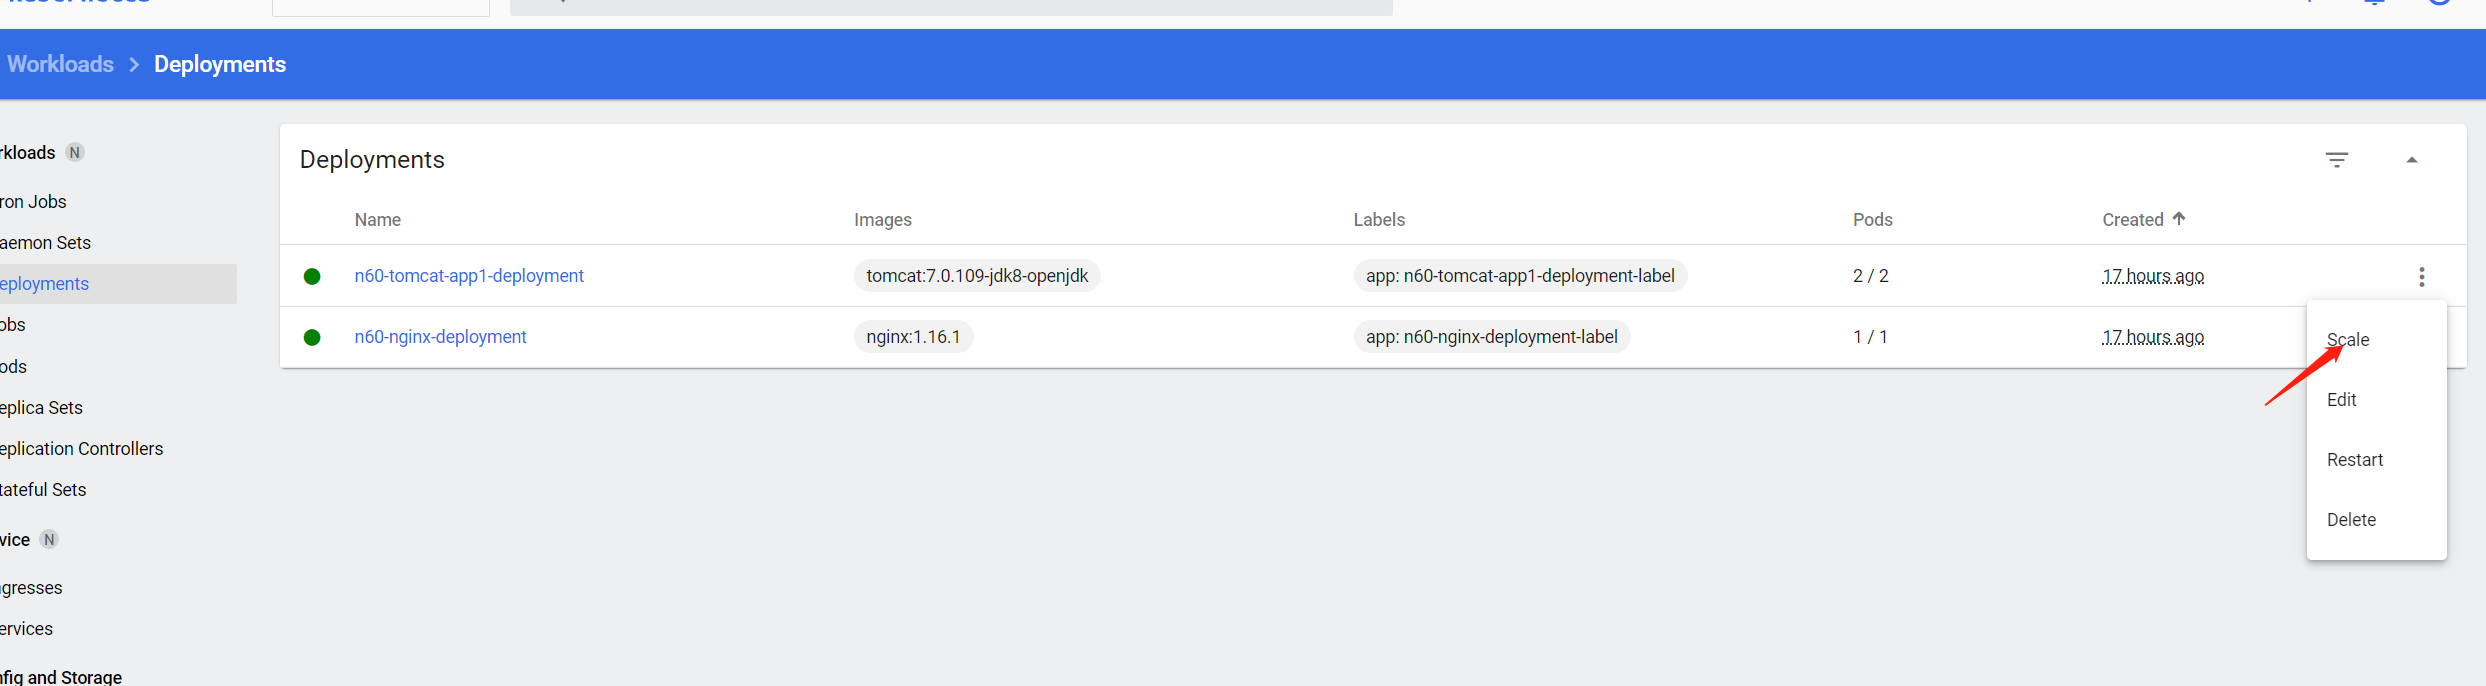 Workloads > Deployments
rkloads N
ron Jobs
aemon Sets
eployments
obs
ods
eplica Sets
eplication Controllers
tateful Sets
vice N
gresses
ervices
nfig and Storage
Deployments
Name Images Labels Pods Created
n60-tomcat-app1-deployment tomcat:7.0.109-jdk8-openjdk app: n60-tomcat-app1-deployment-label 2 / 2 17 hours ago
n60-nginx-deployment nginx:1.16.1 app: n60-nginx-deployment-label 1 / 1 17 hours ago
Scale
Edit
Restart
Delete